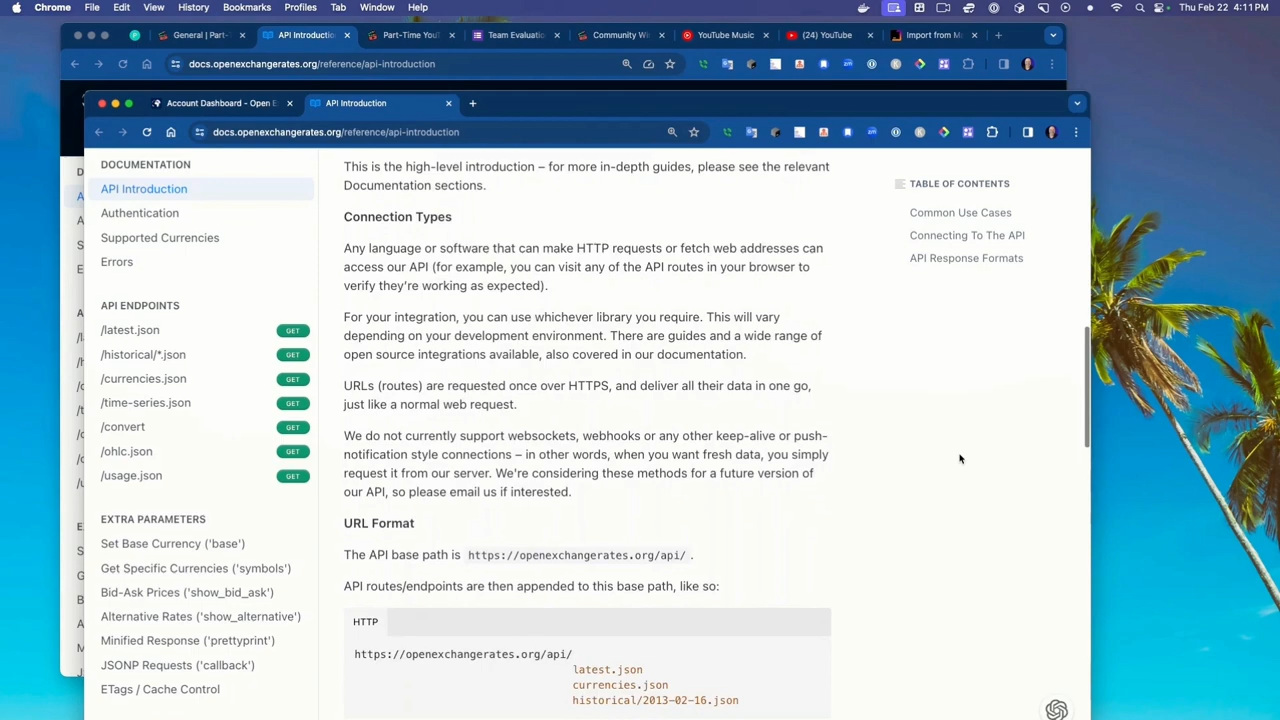 Chrome File Edit View History Bookmarks Profiles Tab Window Help Thu Feb 22 4:11 PM
General | Part- API Introductio Part-Time You Team Evaluatio Community Wi YouTube Music (24) YouTube Import from Ma
docs.openexchangerates.org/reference/api-introduction
Account Dashboard - Open E API Introduction
docs.openexchangerates.org/reference/api-introduction
DOCUMENTATION
API Introduction
Authentication
Supported Currencies
Errors
API ENDPOINTS
/latest.json GET
/historical/*.json GET
/currencies.json GET
/time-series.json GET
/convert GET
/ohlc.json GET
/usage.json GET
EXTRA PARAMETERS
Set Base Currency ('base')
Get Specific Currencies ('symbols')
Bid-Ask Prices ('show_bid_ask')
Alternative Rates ('show_alternative')
Minified Response ('prettyprint')
JSONP Requests ('callback')
ETags / Cache Control
This is the high-level introduction – for more in-depth guides, please see the relevant
Documentation sections.
Connection Types
Any language or software that can make HTTP requests or fetch web addresses can
access our API (for example, you can visit any of the API routes in your browser to
verify they're working as expected).
For your integration, you can use whichever library you require. This will vary
depending on your development environment. There are guides and a wide range of
open source integrations available, also covered in our documentation.
URLs (routes) are requested once over HTTPS, and deliver all their data in one go,
just like a normal web request.
We do not currently support websockets, webhooks or any other keep-alive or push-
notification style connections – in other words, when you want fresh data, you simply
request it from our server. We're considering these methods for a future version of
our API, so please email us if interested.
URL Format
The API base path is https://openexchangerates.org/api/ .
API routes/endpoints are then appended to this base path, like so:
HTTP
https://openexchangerates.org/api/
latest.json
currencies.json
historical/2013-02-16.json
TABLE OF CONTENTS
Common Use Cases
Connecting To The API
API Response Formats